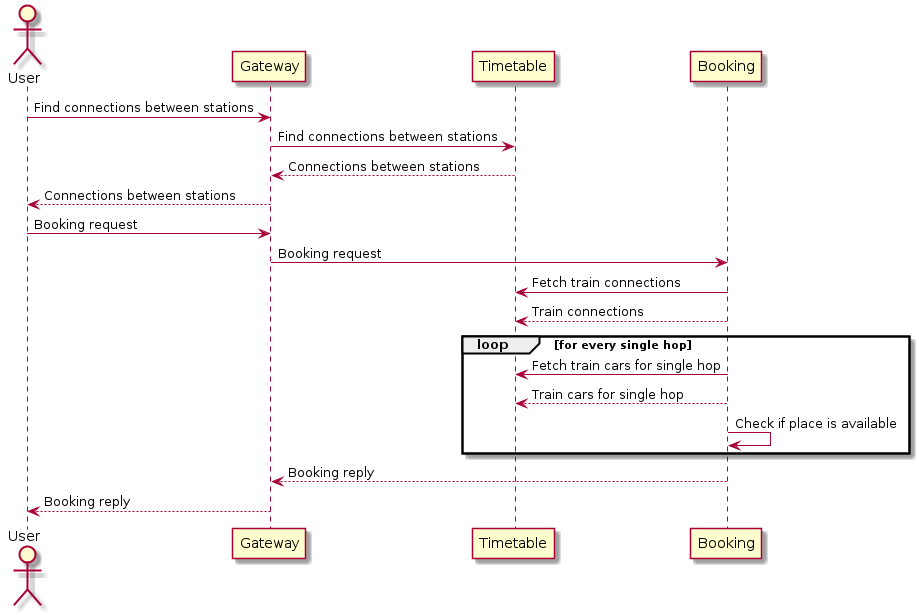 User
Gateway
Timetable
Booking
Find connections between stations
Find connections between stations
Connections between stations
Connections between stations
Booking request
Booking request
Fetch train connections
Train connections
loop
[for every single hop]
Fetch train cars for single hop
Train cars for single hop
Check if place is available
Booking reply
Booking reply
User
Gateway
Timetable
Booking